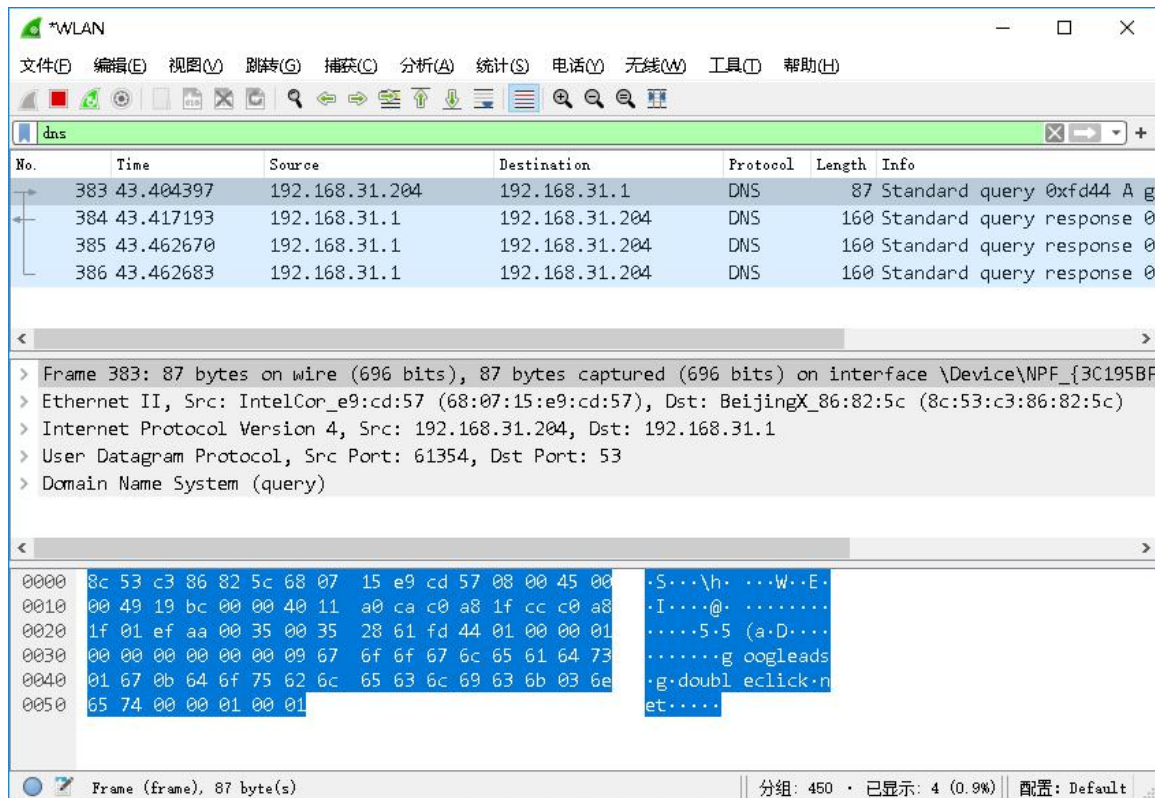 *WLAN
文件(F) 编辑(E) 视图(V) 跳转(G) 捕获(C) 分析(A) 统计(S) 电话(Y) 无线(W) 工具(T) 帮助(H)
dns
No. Time Source Destination Protocol Length Info
383 43.404397 192.168.31.204 192.168.31.1 DNS 87 Standard query 0xfd44 A g
384 43.417193 192.168.31.1 192.168.31.204 DNS 160 Standard query response 0
385 43.462670 192.168.31.1 192.168.31.204 DNS 160 Standard query response 0
386 43.462683 192.168.31.1 192.168.31.204 DNS 160 Standard query response 0
> Frame 383: 87 bytes on wire (696 bits), 87 bytes captured (696 bits) on interface \Device\NPF_{3C195BF
> Ethernet II, Src: IntelCor_e9:cd:57 (68:07:15:e9:cd:57), Dst: BeijingX_86:82:5c (8c:53:c3:86:82:5c)
> Internet Protocol Version 4, Src: 192.168.31.204, Dst: 192.168.31.1
> User Datagram Protocol, Src Port: 61354, Dst Port: 53
> Domain Name System (query)
0000 8c 53 c3 86 82 5c 68 07 15 e9 cd 57 08 00 45 00 ·S···\h· ···W··E·
0010 00 49 19 bc 00 00 40 11 a0 ca c0 a8 1f cc c0 a8 ·I····@· ········
0020 1f 01 ef aa 00 35 00 35 28 61 fd 44 01 00 00 01 ·····5·5 (a·D····
0030 00 00 00 00 00 00 09 67 6f 6f 67 6c 65 61 64 73 ·······g oogleads
0040 01 67 0b 64 6f 75 62 6c 65 63 6c 69 63 6b 03 6e ·g·doubl eclick·n
0050 65 74 00 00 01 00 01 et·····
Frame (frame), 87 byte(s) 分组: 450 · 已显示: 4 (0.9%) 配置: Default